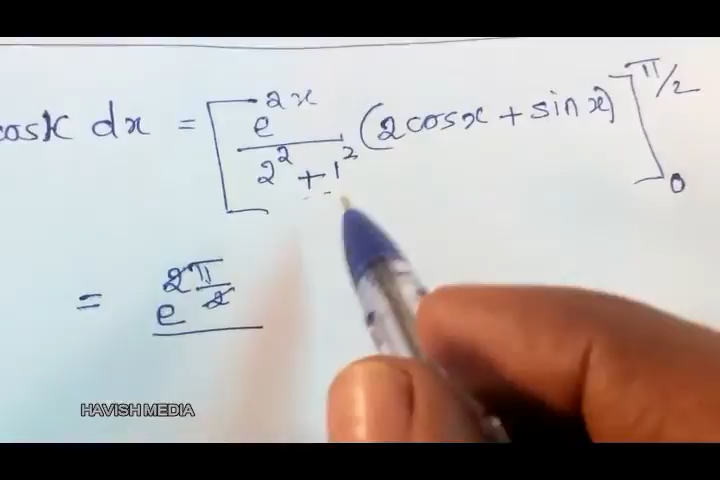 cosx dx = [ e^2x / 2^2 + 1^2 (2cosx + sinx) ]^π/2 _0
= e^2π/2
HAVISH MEDIA